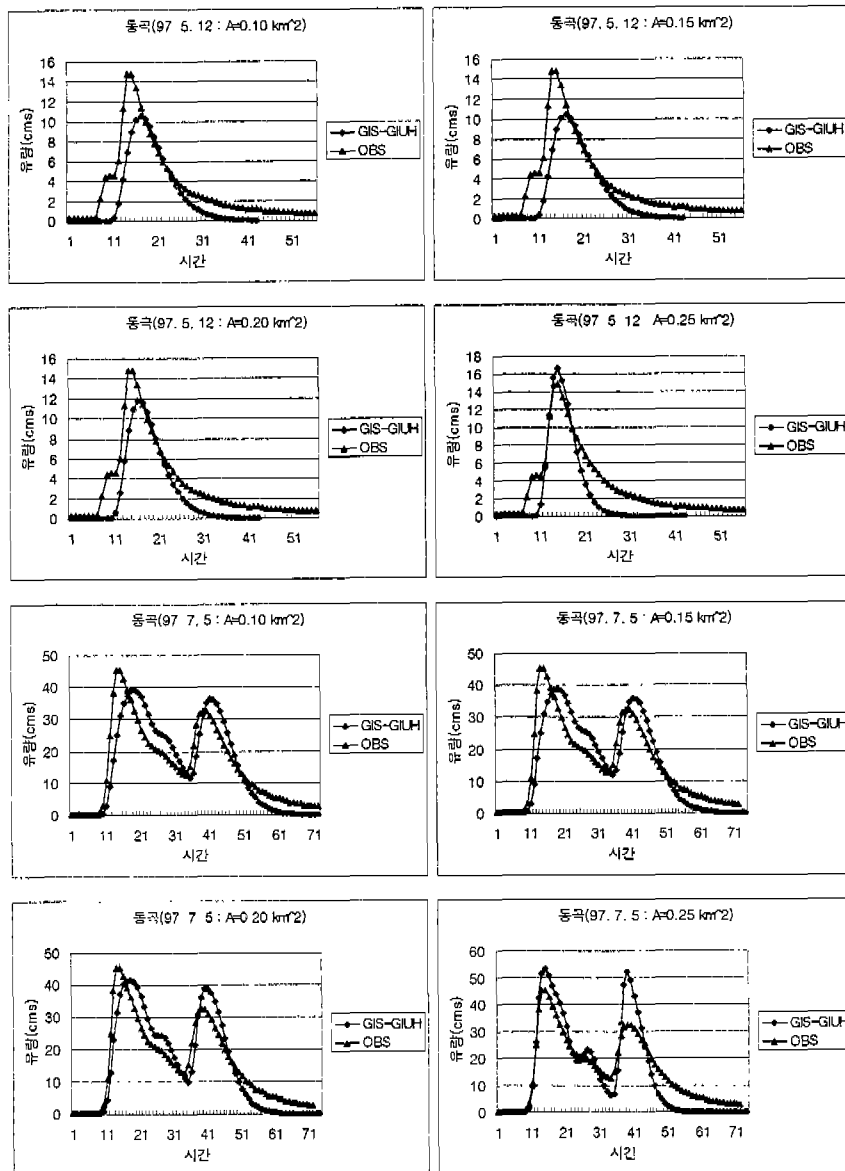 동곡(97 5. 12 : A=0.10 km^2)
16
14
12
10
8
6
4
2
0
유량(cms)
1 11 21 31 41 51
시간
GIS-GIUH
OBS
동곡(97. 5. 12 : A=0.15 km^2)
16
14
12
10
8
6
4
2
0
유량(cms)
1 11 21 31 41 51
시간
GIS-GIUH
OBS
동곡(97. 5. 12 : A=0.20 km^2)
16
14
12
10
8
6
4
2
0
유량(cms)
1 11 21 31 41 51
시간
GIS-GIUH
OBS
동곡(97 5 12 A=0.25 km^2)
18
16
14
12
10
8
6
4
2
0
유량(cms)
1 11 21 31 41 51
시간
GIS-GIUH
OBS
동곡(97 7. 5 : A=0.10 km^2)
50
40
30
20
10
0
유량(cms)
1 11 21 31 41 51 61 71
시간
GIS-GIUH
OBS
동곡(97. 7. 5 : A=0.15 km^2)
50
40
30
20
10
0
유량(cms)
1 11 21 31 41 51 61 71
시간
GIS-GIUH
OBS
동곡(97 7 5 : A=0 20 km^2)
50
40
30
20
10
0
유량(cms)
1 11 21 31 41 51 61 71
시간
GIS-GIUH
OBS
동곡(97. 7. 5 : A=0.25 km^2)
60
50
40
30
20
10
0
유량(cms)
1 11 21 31 41 51 61 71
시간
GIS-GIUH
OBS